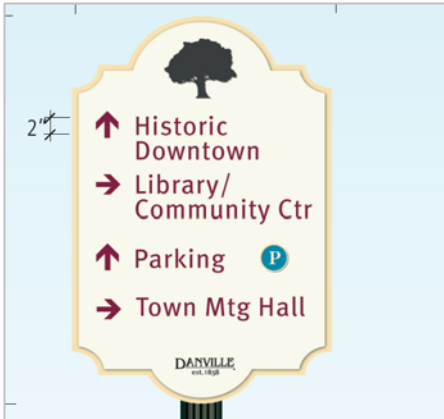 2"
Historic
Downtown
Library/
Community Ctr
Parking P
Town Mtg Hall
DANVILLE
est. 1858